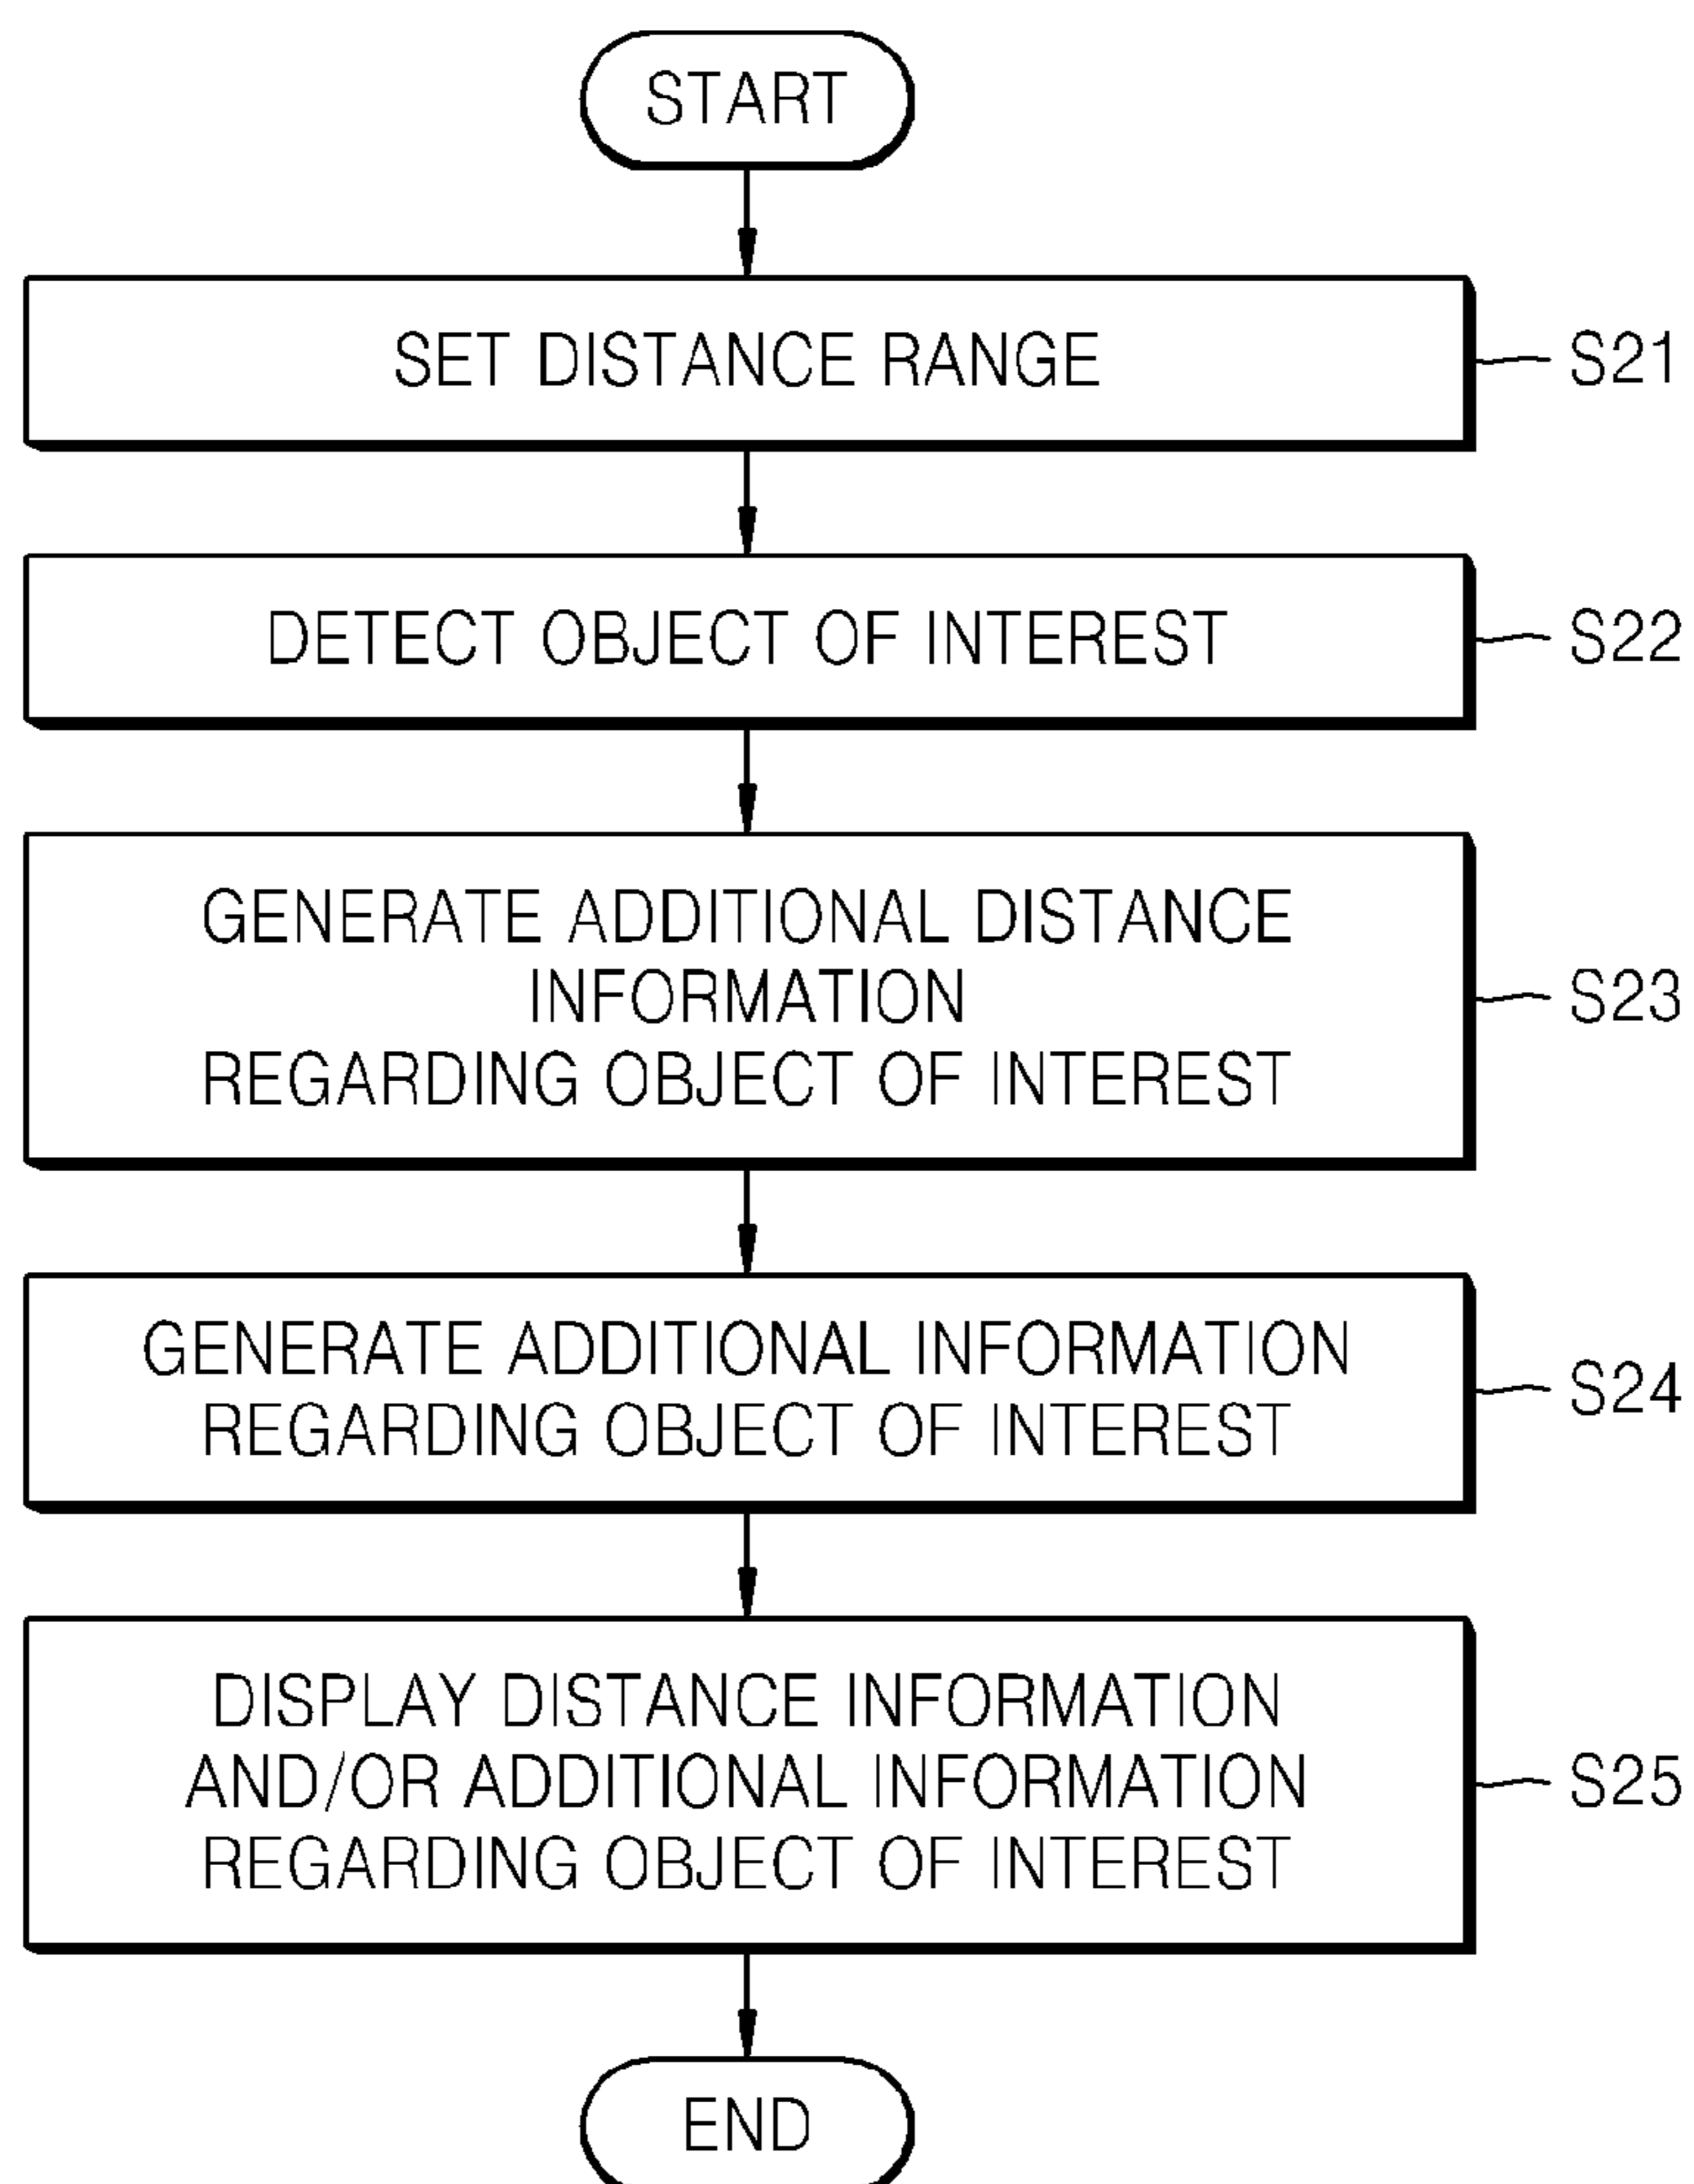 START
SET DISTANCE RANGE
S21
DETECT OBJECT OF INTEREST
S22
GENERATE ADDITIONAL DISTANCE
INFORMATION
REGARDING OBJECT OF INTEREST
S23
GENERATE ADDITIONAL INFORMATION
REGARDING OBJECT OF INTEREST
S24
DISPLAY DISTANCE INFORMATION
AND/OR ADDITIONAL INFORMATION
REGARDING OBJECT OF INTEREST
S25
END